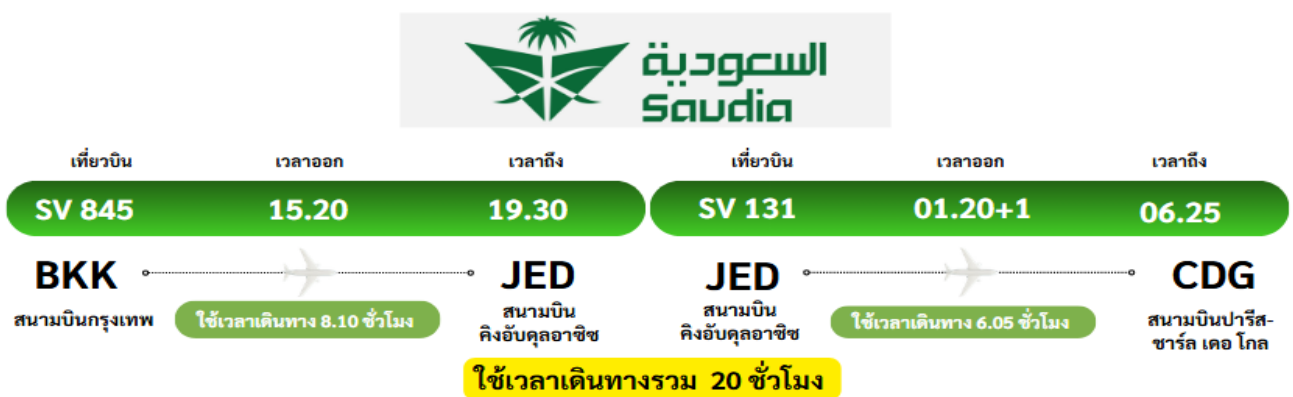 السعودية
Saudia
เที่ยวบิน เวลาออก เวลาถึง เที่ยวบิน เวลาออก เวลาถึง
SV 845 15.20 19.30 SV 131 01.20+1 06.25
BKK JED JED CDG
สนามบินกรุงเทพ ใช้เวลาเดินทาง 8.10 ชั่วโมง สนามบิน สนามบิน ใช้เวลาเดินทาง 6.05 ชั่วโมง สนามบินปารีส-
คิงอับดุลอาซิซ คิงอับดุลอาซิซ ชาร์ล เดอ โกล
ใช้เวลาเดินทางรวม 20 ชั่วโมง